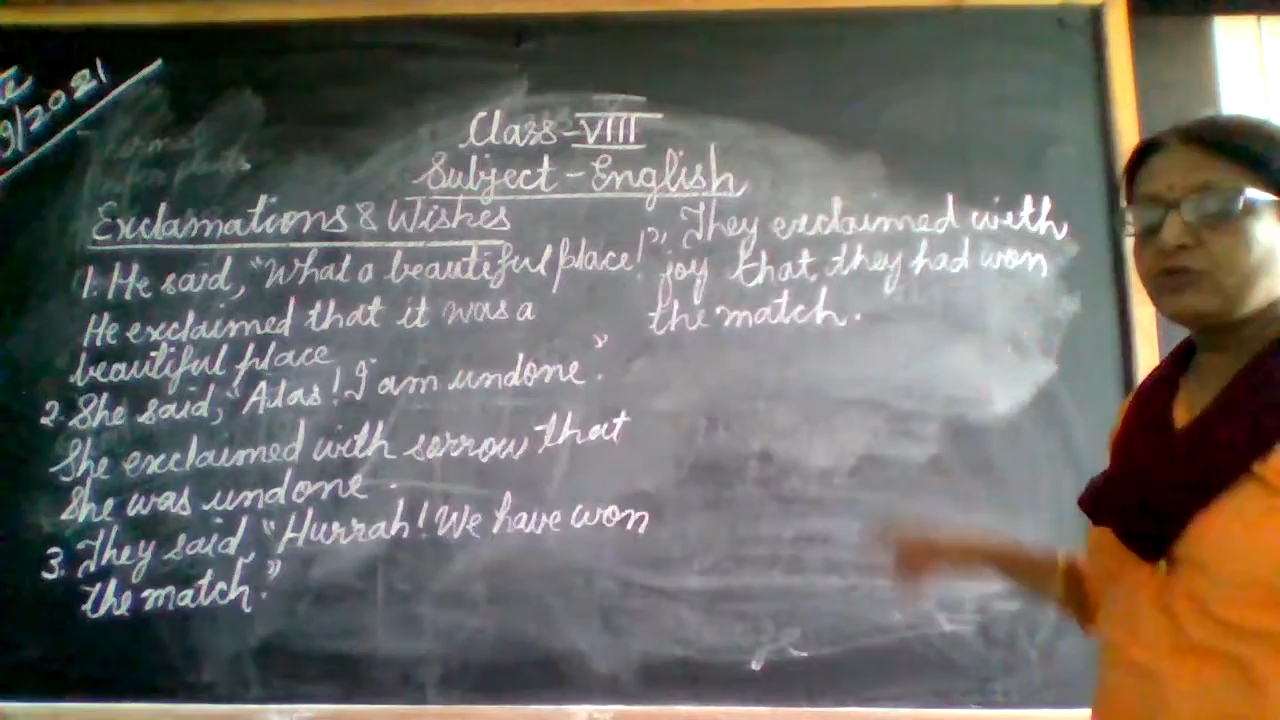 9/2021
Class-VIII
Subject-English
Exclamations & Wishes
1. He said, "What a beautiful place!"
He exclaimed that it was a
beautiful place
2. She said, "Alas! I am undone".
She exclaimed with sorrow that
She was undone.
3. They said, "Hurrah! We have won
the match."
They exclaimed with
joy that they had won
the match.